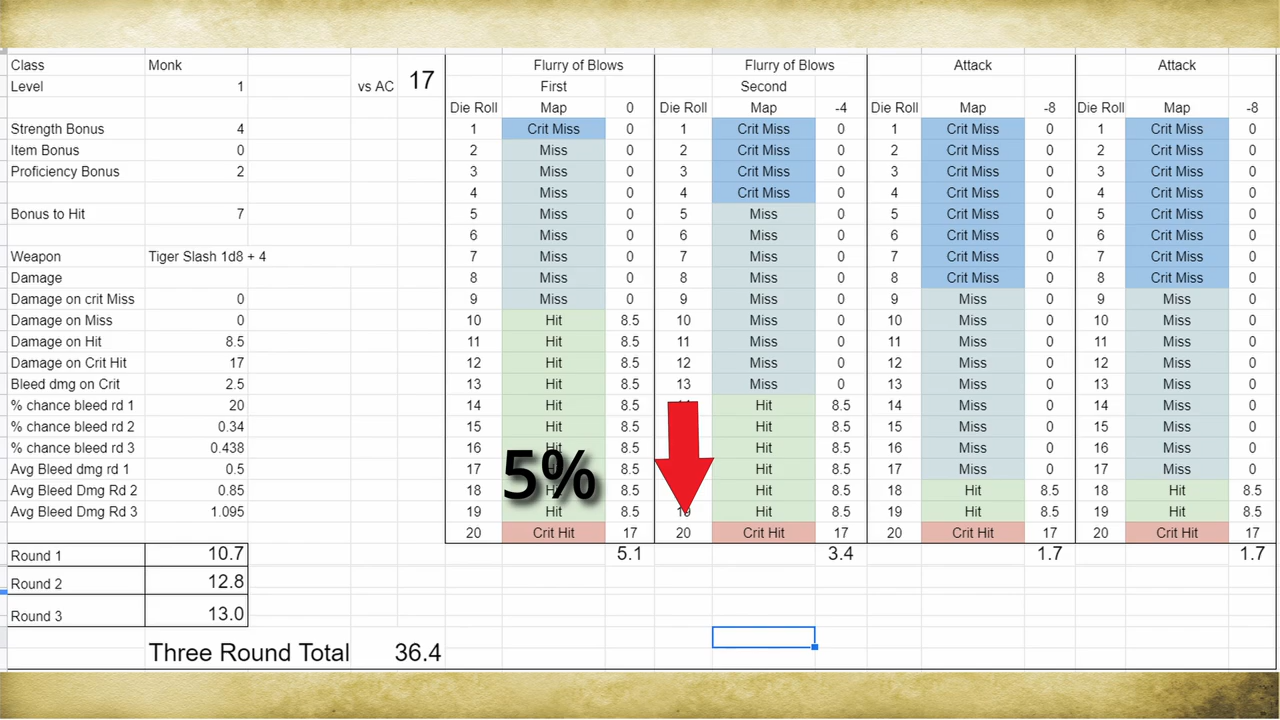 Class Monk Flurry of Blows Flurry of Blows Attack Attack
Level 1 vs AC 17 First Second
Die Roll Map 0 Die Roll Map -4 Die Roll Map -8 Die Roll Map -8
Strength Bonus 4 1 Crit Miss 0 1 Crit Miss 0 1 Crit Miss 0 1 Crit Miss 0
Item Bonus 0 2 Miss 0 2 Crit Miss 0 2 Crit Miss 0 2 Crit Miss 0
Proficiency Bonus 2 3 Miss 0 3 Crit Miss 0 3 Crit Miss 0 3 Crit Miss 0
4 Miss 0 4 Crit Miss 0 4 Crit Miss 0 4 Crit Miss 0
Bonus to Hit 7 5 Miss 0 5 Miss 0 5 Crit Miss 0 5 Crit Miss 0
6 Miss 0 6 Miss 0 6 Crit Miss 0 6 Crit Miss 0
Weapon Tiger Slash 1d8 + 4 7 Miss 0 7 Miss 0 7 Crit Miss 0 7 Crit Miss 0
Damage 8 Miss 0 8 Miss 0 8 Crit Miss 0 8 Crit Miss 0
Damage on crit Miss 0 9 Miss 0 9 Miss 0 9 Miss 0 9 Miss 0
Damage on Miss 0 10 Hit 8.5 10 Miss 0 10 Miss 0 10 Miss 0
Damage on Hit 8.5 11 Hit 8.5 11 Miss 0 11 Miss 0 11 Miss 0
Damage on Crit Hit 17 12 Hit 8.5 12 Miss 0 12 Miss 0 12 Miss 0
Bleed dmg on Crit 2.5 13 Hit 8.5 13 Miss 0 13 Miss 0 13 Miss 0
% chance bleed rd 1 20 14 Hit 8.5 Hit 8.5 14 Miss 0 14 Miss 0
% chance bleed rd 2 0.34 15 Hit 8.5 Hit 8.5 15 Miss 0 15 Miss 0
% chance bleed rd 3 0.438 16 Hit 8.5 Hit 8.5 16 Miss 0 16 Miss 0
Avg Bleed dmg rd 1 0.5 17 8.5 Hit 8.5 17 Miss 0 17 Miss 0
5%
Avg Bleed Dmg Rd 2 0.85 18 8.5 Hit 8.5 18 Hit 8.5 18 Hit 8.5
Avg Bleed Dmg Rd 3 1.095 19 Hit 8.5 19 Hit 8.5 19 Hit 8.5 19 Hit 8.5
20 Crit Hit 17 20 Crit Hit 17 20 Crit Hit 17 20 Crit Hit 17
Round 1 10.7 5.1 3.4 1.7 1.7
Round 2 12.8
Round 3 13.0
Three Round Total 36.4